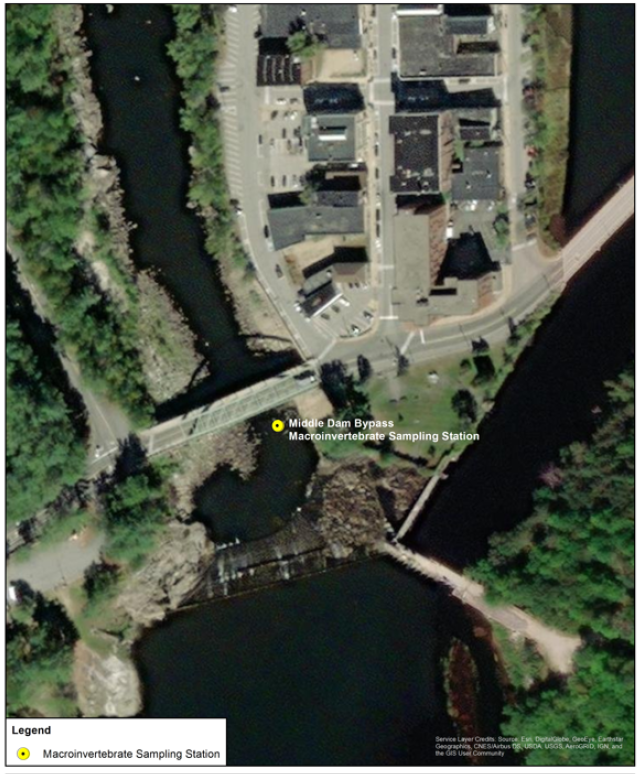 Middle Dam Bypass
Macroinvertebrate Sampling Station
Legend
Macroinvertebrate Sampling Station
Service Layer Credits: Source: Esri, DigitalGlobe, GeoEye, Earthstar
Geographics, CNES/Airbus DS, USDA, USGS, AeroGRID, IGN, and
the GIS User Community